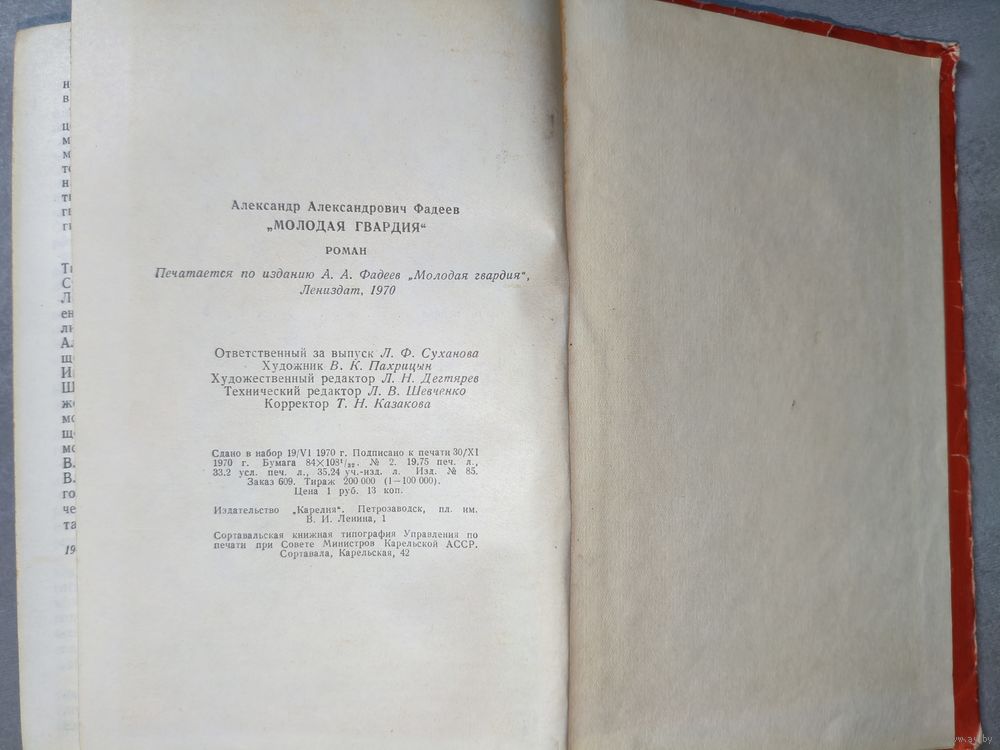 Александр Александрович Фадеев
„МОЛОДАЯ ГВАРДИЯ“
РОМАН
Печатается по изданию А. А. Фадеев „Молодая гвардия“,
Лениздат, 1970
Ответственный за выпуск Л. Ф. Суханова
Художник В. К. Пахрицын
Художественный редактор Л. Н. Дегтярев
Технический редактор Л. В. Шевченко
Корректор Т. Н. Казакова
Сдано в набор 19/VI 1970 г. Подписано к печати 30/XI
1970 г. Бумага 84×108¹/₃₂. № 2. 19.75 печ. л.,
33.2 усл. печ. л., 35.24 уч.-изд. л. Изд. № 85.
Заказ 609. Тираж 200 000 (1—100 000).
Цена 1 руб. 13 коп.
Издательство „Карелия“. Петрозаводск, пл. им.
В. И. Ленина, 1
Сортавальская книжная типография Управления по
печати при Совете Министров Карельской АССР.
Сортавала, Карельская, 42